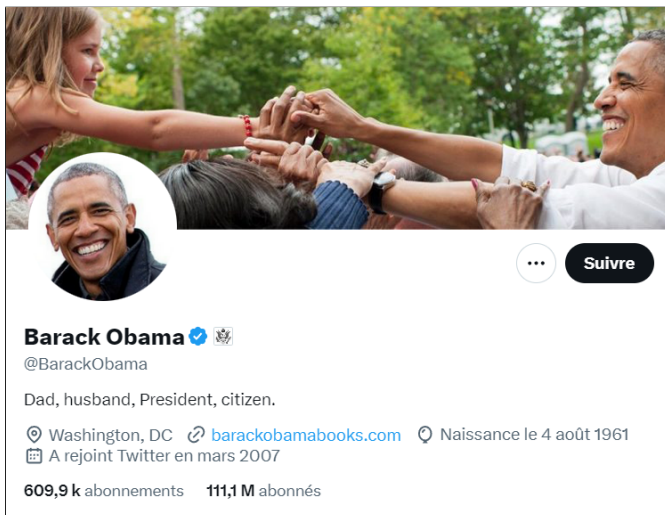 Suivre
Barack Obama
@BarackObama
Dad, husband, President, citizen.
Washington, DC barackobamabooks.com Naissance le 4 août 1961
A rejoint Twitter en mars 2007
609,9 k abonnements 111,1 M abonnés